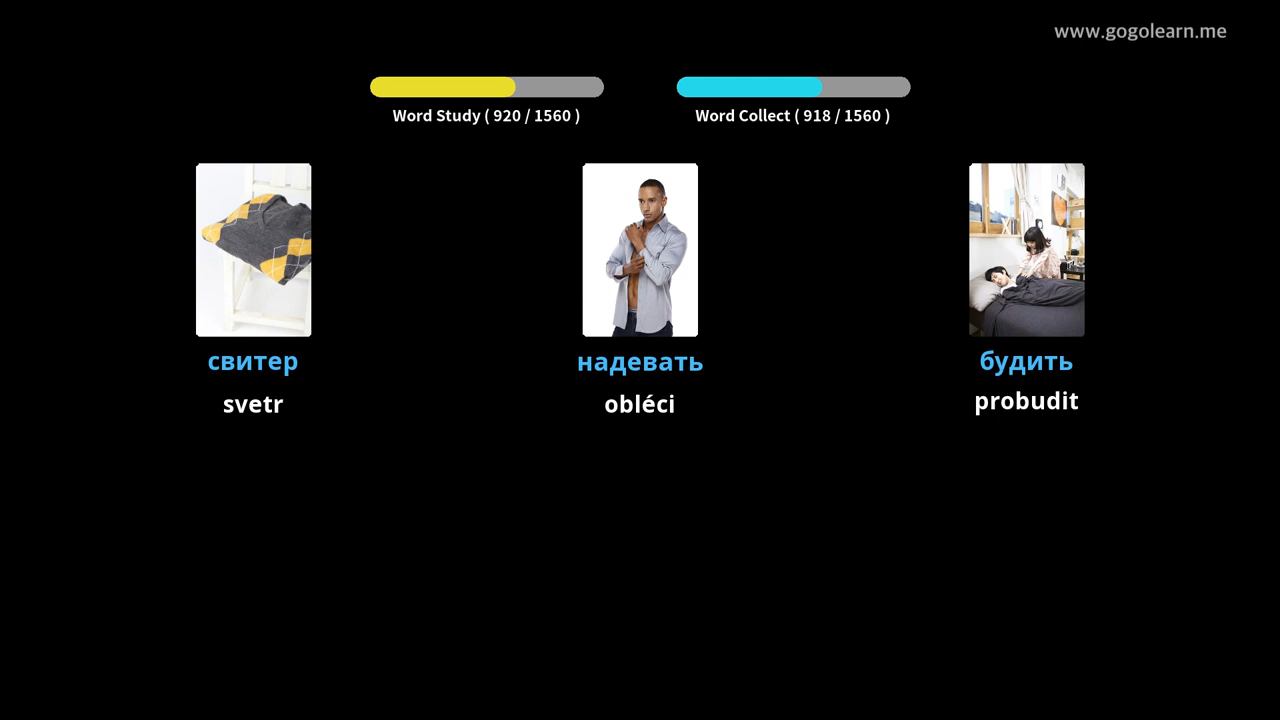 www.gogolearn.me
Word Study ( 920 / 1560 )
Word Collect ( 918 / 1560 )
свитер
надевать
будить
svetr
obléci
probudit